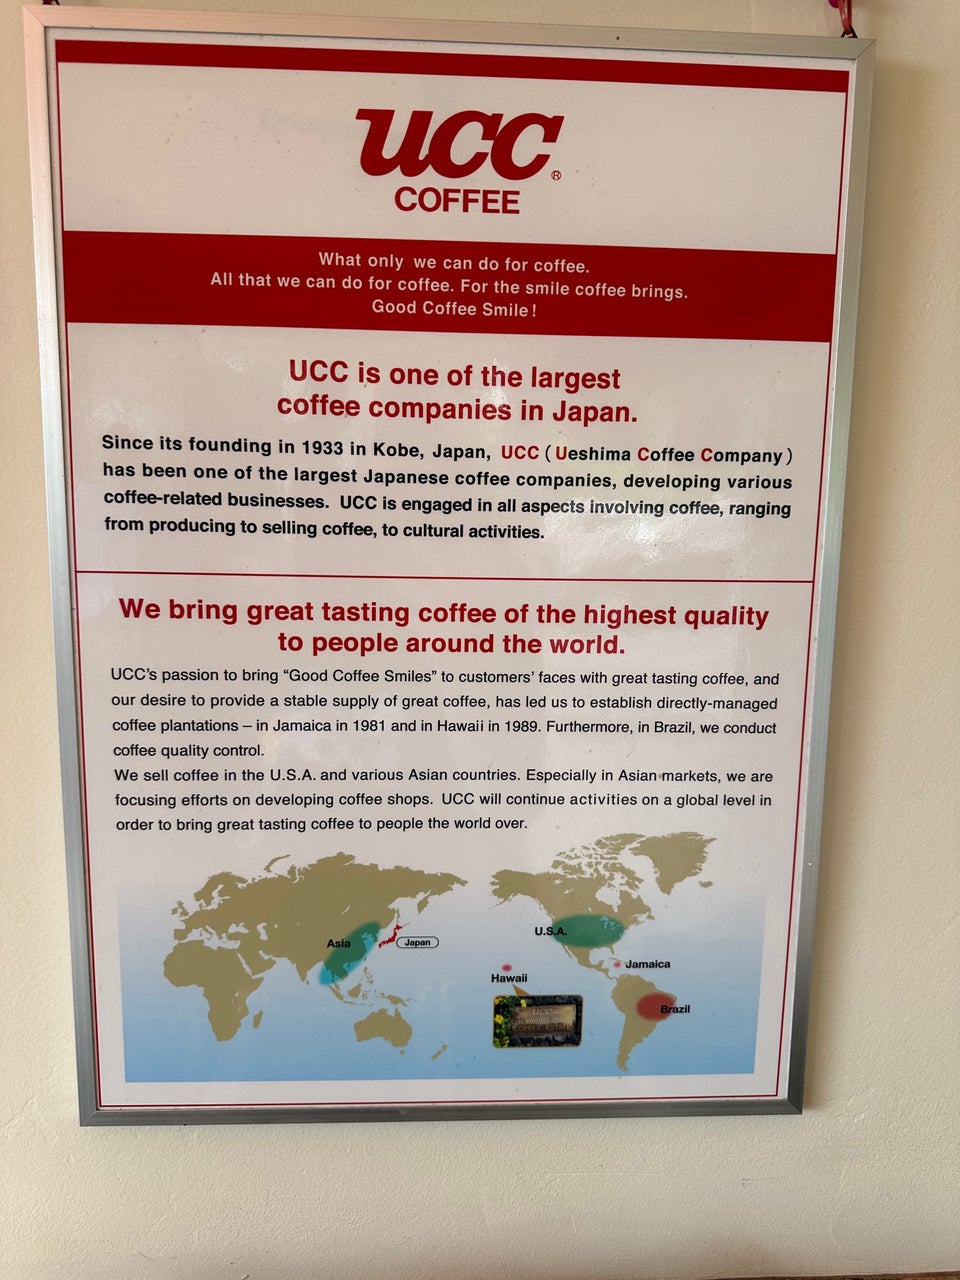 ucc®
COFFEE
What only we can do for coffee.
All that we can do for coffee. For the smile coffee brings.
Good Coffee Smile!
UCC is one of the largest
coffee companies in Japan.
Since its founding in 1933 in Kobe, Japan, UCC (Ueshima Coffee Company)
has been one of the largest Japanese coffee companies, developing various
coffee-related businesses. UCC is engaged in all aspects involving coffee, ranging
from producing to selling coffee, to cultural activities.
We bring great tasting coffee of the highest quality
to people around the world.
UCC's passion to bring “Good Coffee Smiles” to customers' faces with great tasting coffee, and
our desire to provide a stable supply of great coffee, has led us to establish directly-managed
coffee plantations – in Jamaica in 1981 and in Hawaii in 1989. Furthermore, in Brazil, we conduct
coffee quality control.
We sell coffee in the U.S.A. and various Asian countries. Especially in Asian markets, we are
focusing efforts on developing coffee shops. UCC will continue activities on a global level in
order to bring great tasting coffee to people the world over.
Asia
Japan
U.S.A.
Jamaica
Hawaii
Brazil
UCC
COFFEE ESTATE